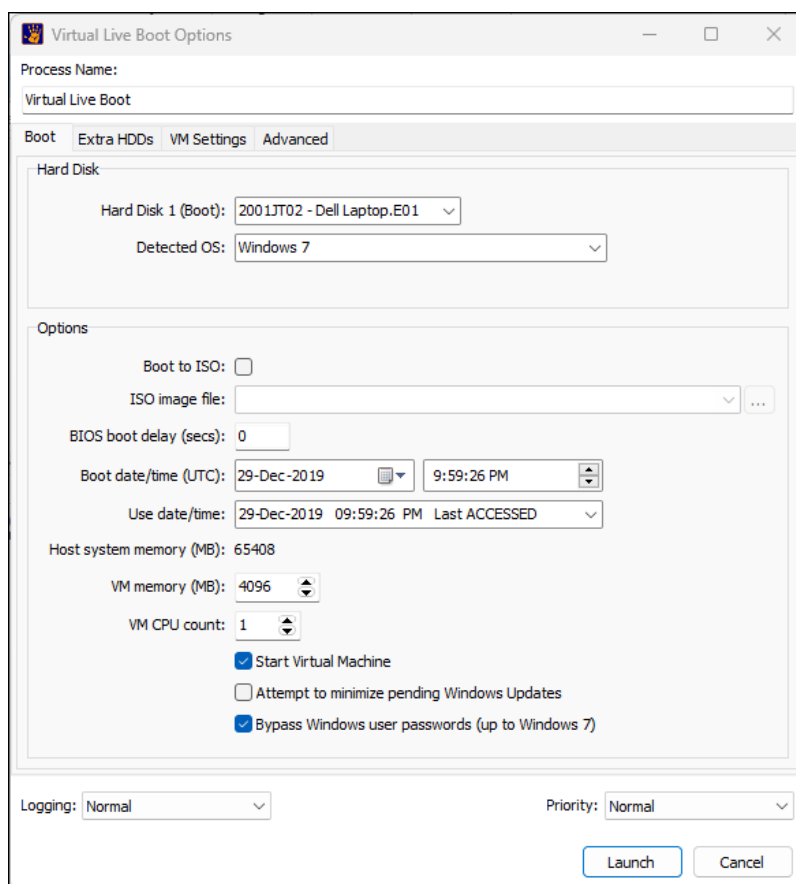 Virtual Live Boot Options
Process Name:
Virtual Live Boot
Boot Extra HDDs VM Settings Advanced
Hard Disk
Hard Disk 1 (Boot): 2001JT02 - Dell Laptop.E01
Detected OS: Windows 7
Options
Boot to ISO:
ISO image file: ...
BIOS boot delay (secs): 0
Boot date/time (UTC): 29-Dec-2019 9:59:26 PM
Use date/time: 29-Dec-2019 09:59:26 PM Last ACCESSED
Host system memory (MB): 65408
VM memory (MB): 4096
VM CPU count: 1
Start Virtual Machine
Attempt to minimize pending Windows Updates
Bypass Windows user passwords (up to Windows 7)
Logging: Normal Priority: Normal
Launch Cancel